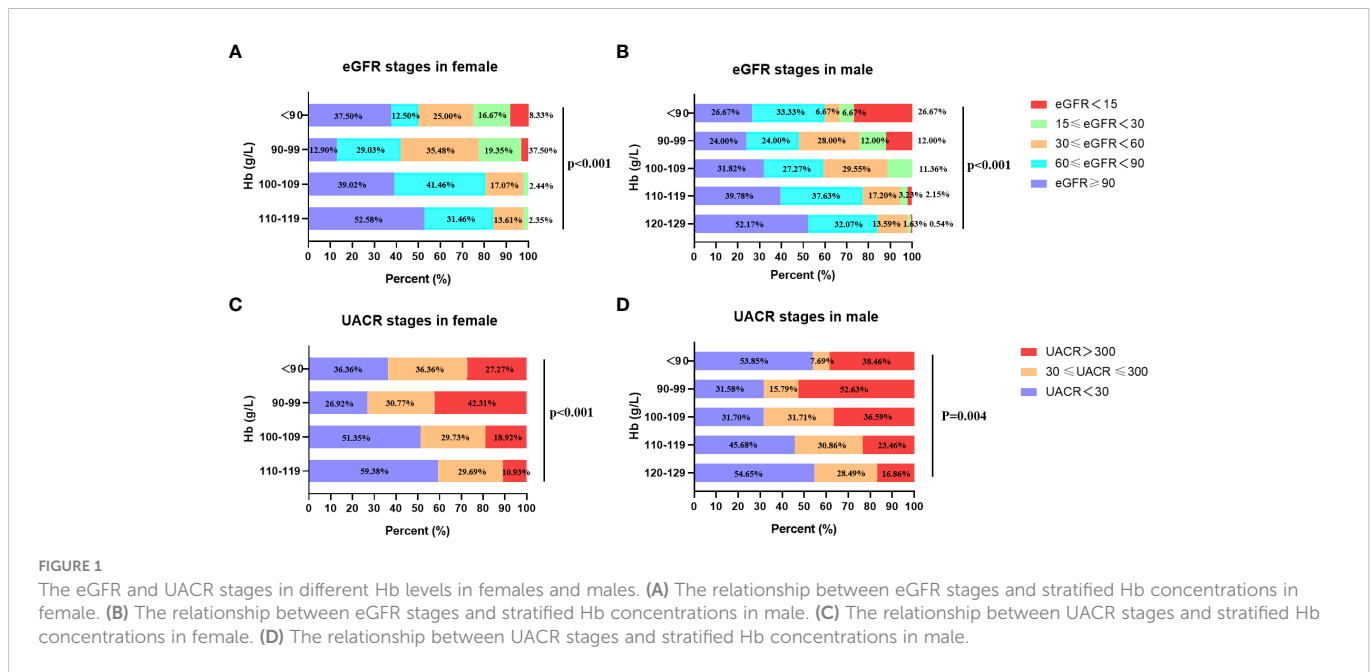 A
eGFR stages in female
Hb (g/L)
<90 37.50% 12.50% 25.00% 16.67% 8.33%
90-99 12.90% 29.03% 35.48% 19.35% 37.50%
100-109 39.02% 41.46% 17.07% 2.44%
110-119 52.58% 31.46% 13.61% 2.35%
p<0.001
0 10 20 30 40 50 60 70 80 90 100
Percent (%)
B
eGFR stages in male
Hb (g/L)
<90 26.67% 33.33% 6.67% 6.67% 26.67%
90-99 24.00% 24.00% 28.00% 12.00% 12.00%
100-109 31.82% 27.27% 29.55% 11.36%
110-119 39.78% 37.63% 17.20% 3.23% 2.15%
120-129 52.17% 32.07% 13.59% 1.63% 0.54%
p<0.001
0 10 20 30 40 50 60 70 80 90 100
Percent (%)
eGFR<15
15≤eGFR<30
30≤eGFR<60
60≤eGFR<90
eGFR≥90
C
UACR stages in female
Hb (g/L)
<90 36.36% 36.36% 27.27%
90-99 26.92% 30.77% 42.31%
100-109 51.35% 29.73% 18.92%
110-119 59.38% 29.69% 10.93%
p<0.001
0 10 20 30 40 50 60 70 80 90 100
Percent (%)
D
UACR stages in male
Hb (g/L)
<90 53.85% 7.69% 38.46%
90-99 31.58% 15.79% 52.63%
100-109 31.70% 31.71% 36.59%
110-119 45.68% 30.86% 23.46%
120-129 54.65% 28.49% 16.86%
P=0.004
0 10 20 30 40 50 60 70 80 90 100
Percent (%)
UACR>300
30≤UACR≤300
UACR<30
FIGURE 1
The eGFR and UACR stages in different Hb levels in females and males. (A) The relationship between eGFR stages and stratified Hb concentrations in
female. (B) The relationship between eGFR stages and stratified Hb concentrations in male. (C) The relationship between UACR stages and stratified Hb
concentrations in female. (D) The relationship between UACR stages and stratified Hb concentrations in male.